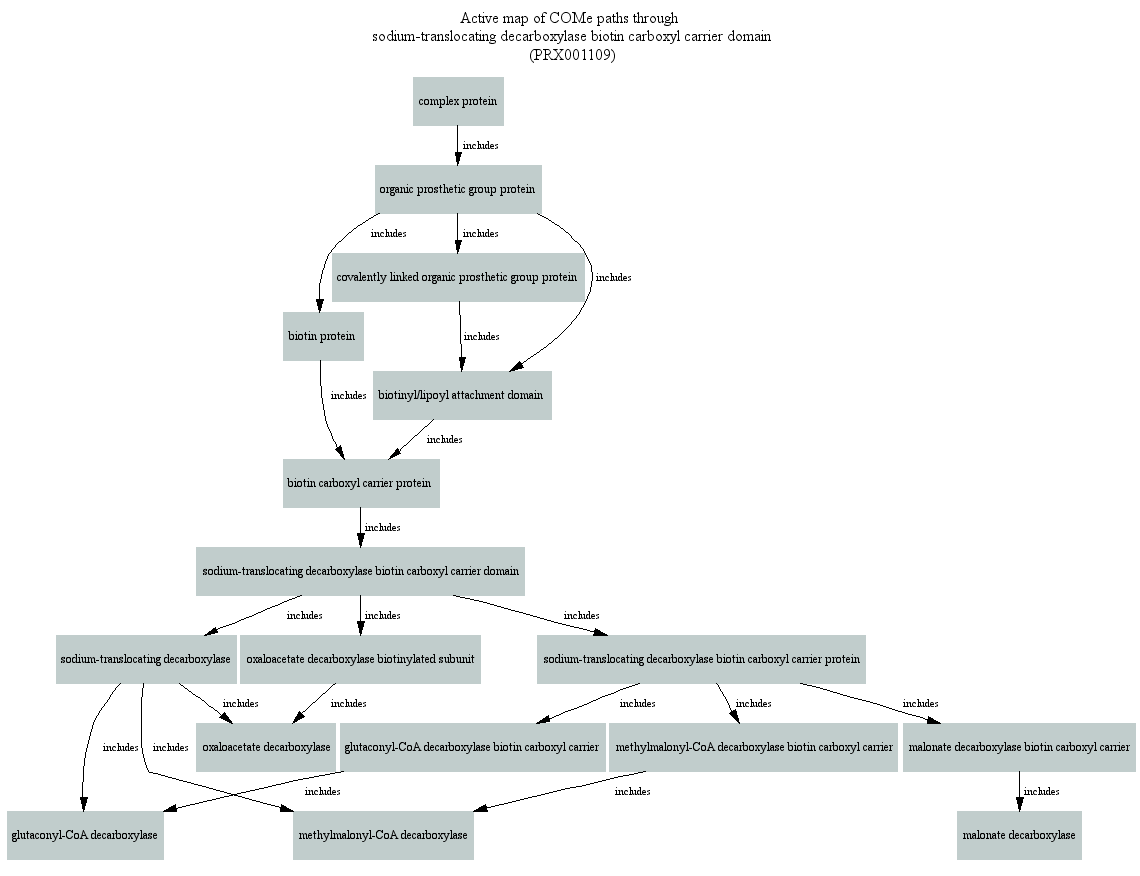 Active map of COMe paths through
sodium-translocating decarboxylase biotin carboxyl carrier domain
(PRX001109)
complex protein
includes
organic prosthetic group protein
includes
includes
covalently linked organic prosthetic group protein
includes
biotin protein
includes
includes
biotinyl/lipoyl attachment domain
includes
biotin carboxyl carrier protein
includes
sodium-translocating decarboxylase biotin carboxyl carrier domain
includes
includes
includes
sodium-translocating decarboxylase
oxaloacetate decarboxylase biotinylated subunit
sodium-translocating decarboxylase biotin carboxyl carrier protein
includes
includes
includes
includes
includes
includes
includes
oxaloacetate decarboxylase
glutaconyl-CoA decarboxylase biotin carboxyl carrier
methylmalonyl-CoA decarboxylase biotin carboxyl carrier
malonate decarboxylase biotin carboxyl carrier
includes
includes
includes
glutaconyl-CoA decarboxylase
methylmalonyl-CoA decarboxylase
malonate decarboxylase